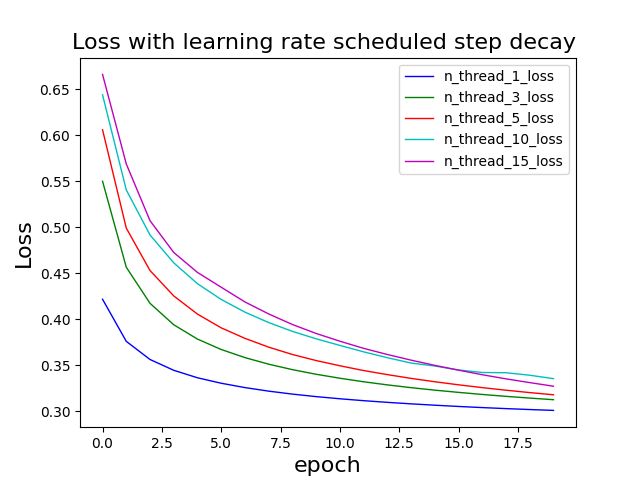 Loss with learning rate scheduled step decay
n_thread_1_loss
n_thread_3_loss
n_thread_5_loss
n_thread_10_loss
n_thread_15_loss
Loss
0.65
0.60
0.55
0.50
0.45
0.40
0.35
0.30
0.0 2.5 5.0 7.5 10.0 12.5 15.0 17.5
epoch